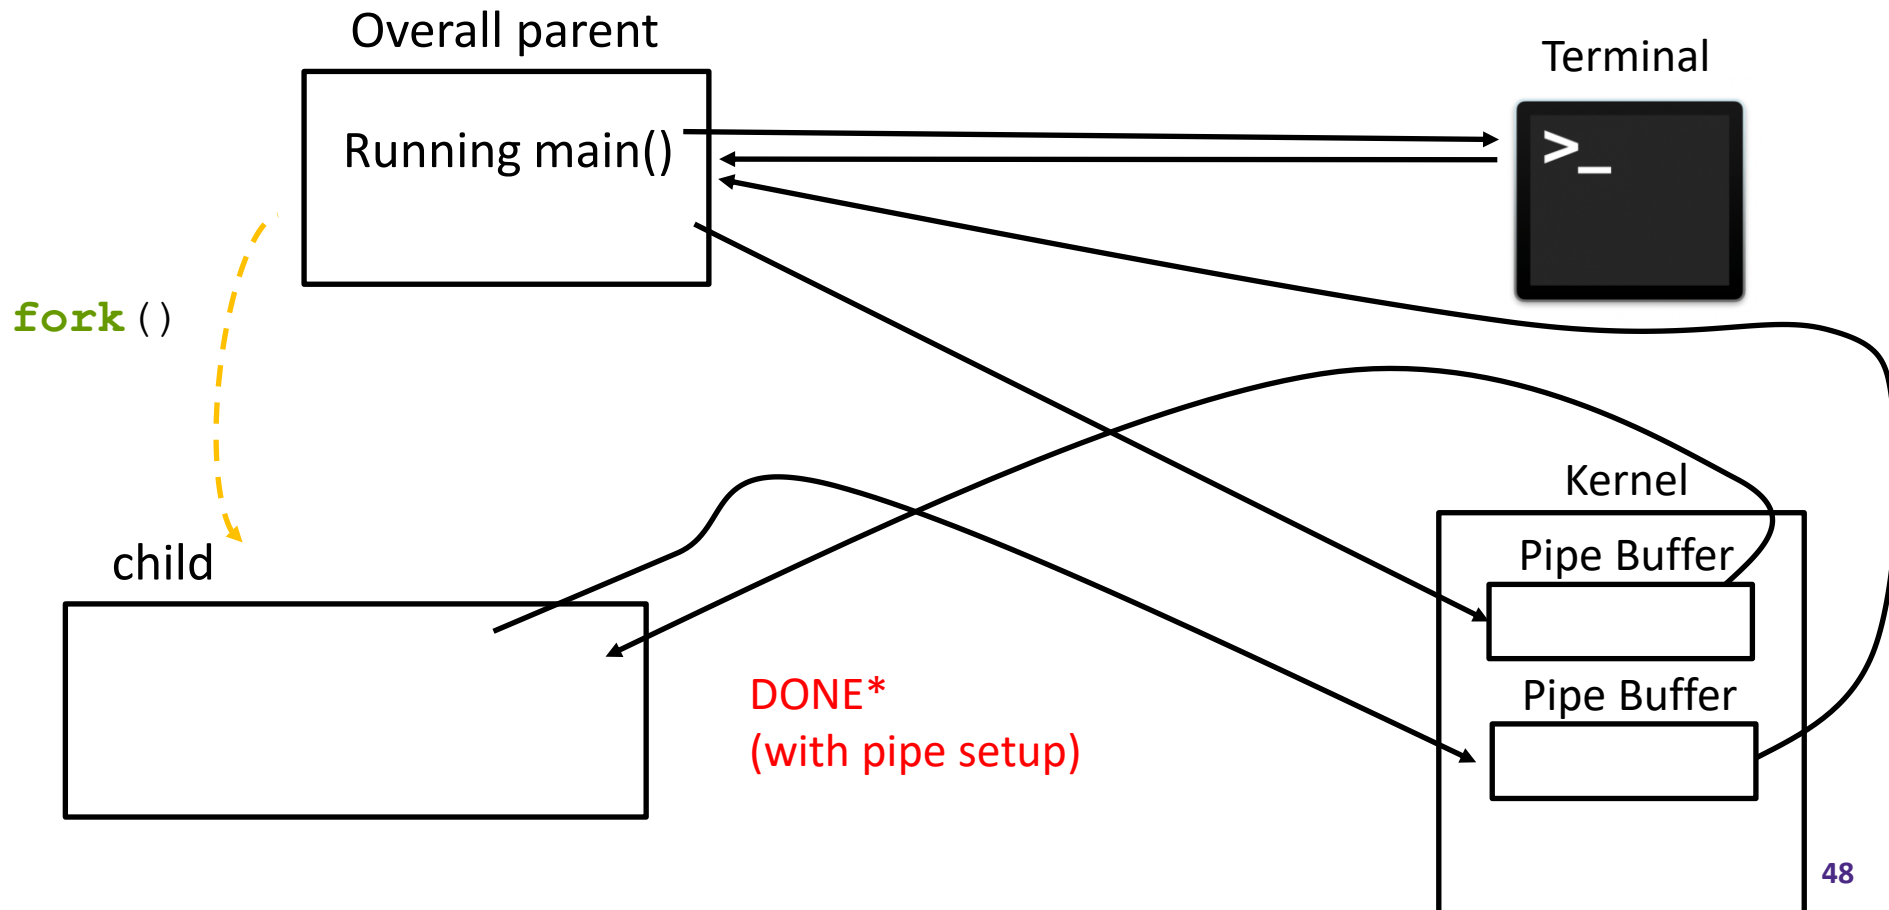 Overall parent
Terminal
Running main()
>_
fork()
Kernel
child
Pipe Buffer
DONE*
(with pipe setup)
Pipe Buffer
48